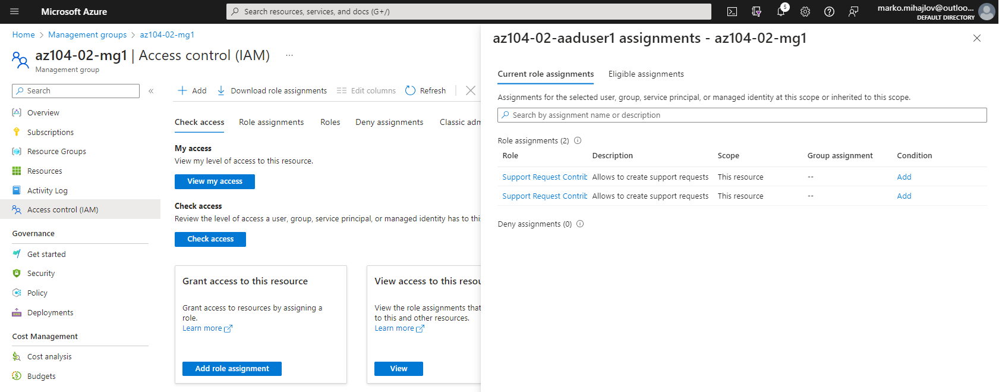 Microsoft Azure
Search resources, services, and docs (G+/)
5
marko.mihajlov@outloo...
DEFAULT DIRECTORY
Home > Management groups > az104-02-mg1
az104-02-mg1 | Access control (IAM) ...
Management group
Search
«
Overview
Subscriptions
Resource Groups
Resources
Activity Log
Access control (IAM)
Governance
Get started
Security
Policy
Deployments
Cost Management
Cost analysis
Budgets
Add
Download role assignments
Edit columns
Refresh
Check access
Role assignments
Roles
Deny assignments
Classic adm
My access
View my level of access to this resource.
View my access
Check access
Review the level of access a user, group, service principal, or managed identity has to thi
Check access
Grant access to this resource
Grant access to resources by assigning a
role.
Learn more
Add role assignment
View access to this resou
View the role assignments that
to this and other resources.
Learn more
View
az104-02-aaduser1 assignments - az104-02-mg1
Current role assignments
Eligible assignments
Assignments for the selected user, group, service principal, or managed identity at this scope or inherited to this scope.
Search by assignment name or description
Role assignments (2)
Role Description Scope Group assignment Condition
Support Request Contrib Allows to create support requests This resource -- Add
Support Request Contrib Allows to create support requests This resource -- Add
Deny assignments (0)